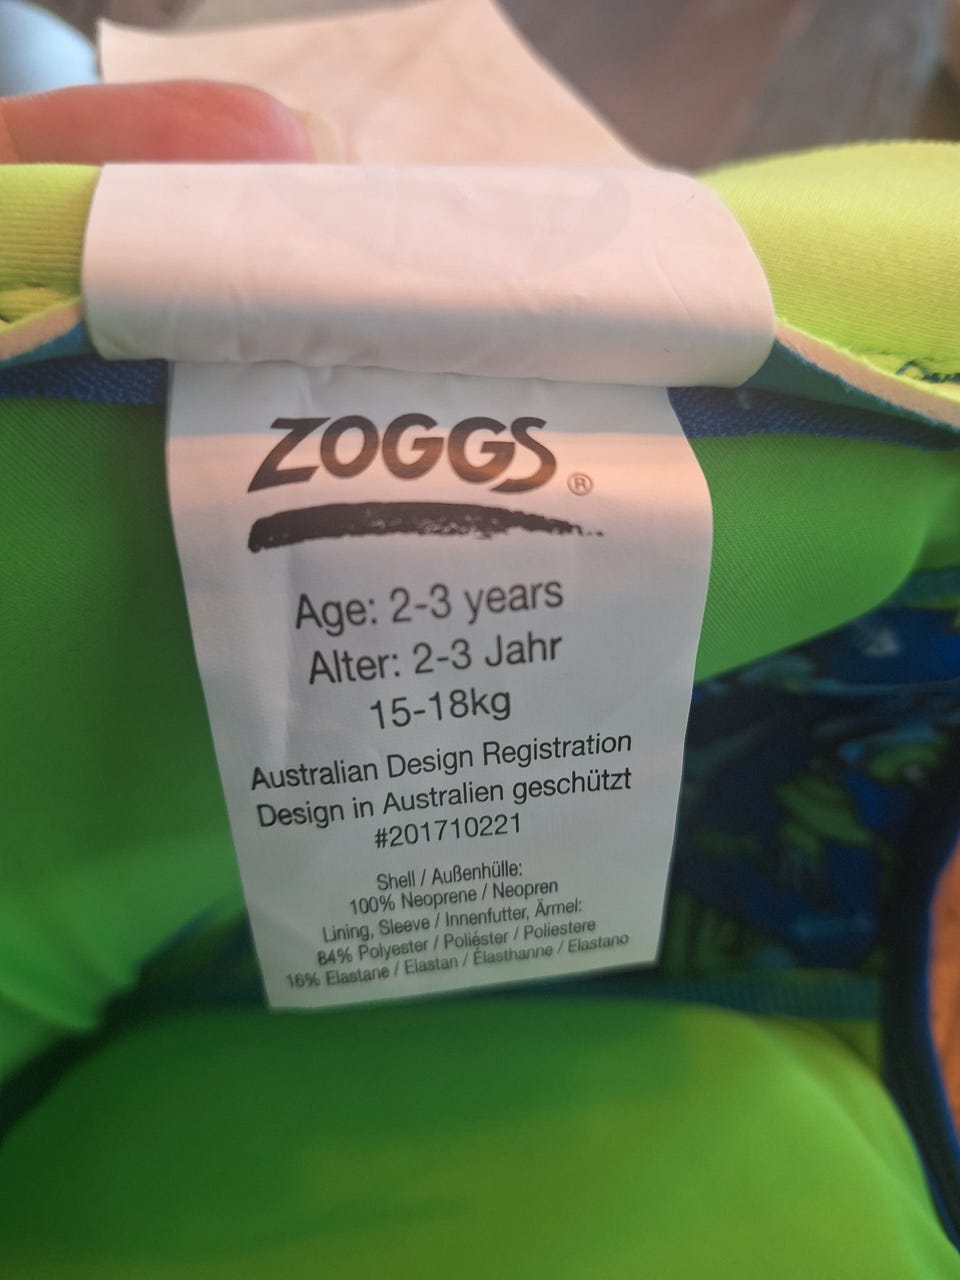 ZOGGS®
Age: 2-3 years
Alter: 2-3 Jahr
15-18kg
Australian Design Registration
Design in Australien geschützt
#201710221
Shell / Außenhülle:
100% Neoprene / Neopren
Lining, Sleeve / Innenfutter, Ärmel:
84% Polyester / Poliéster / Poliestere
16% Elastane / Elastan / Élasthanne / Elastano